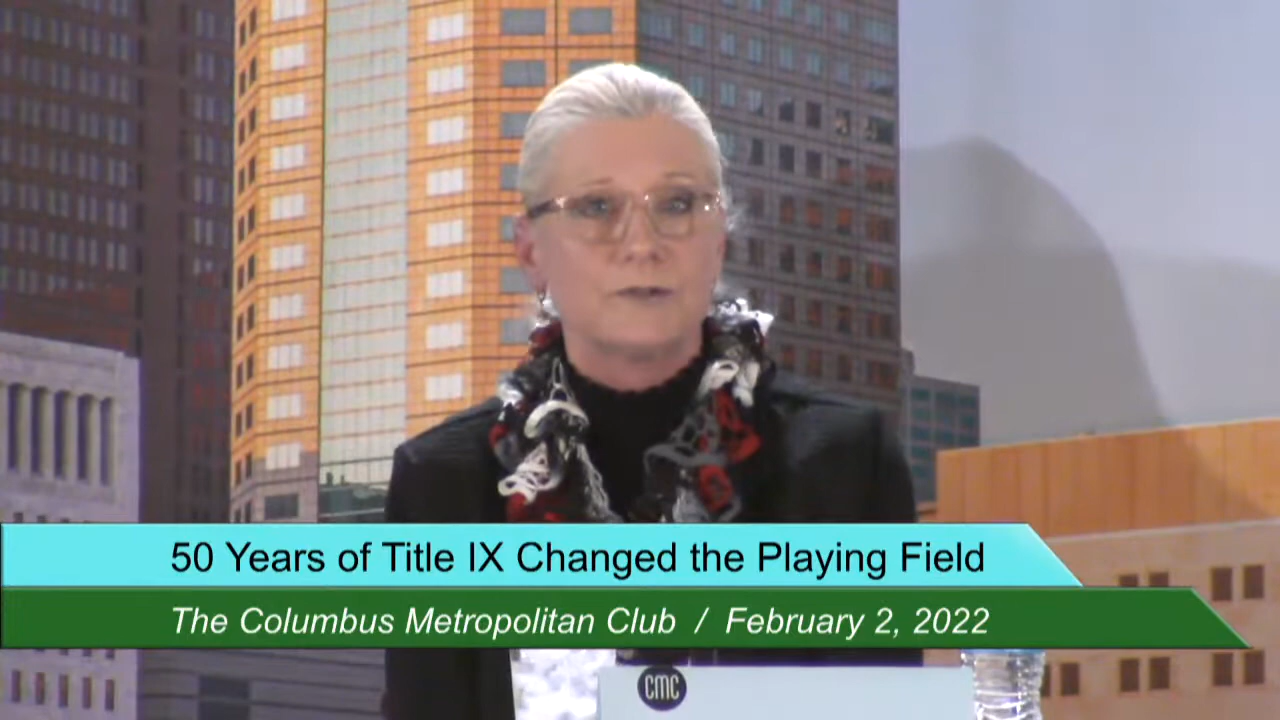 50 Years of Title IX Changed the Playing Field
The Columbus Metropolitan Club / February 2, 2022
CMC